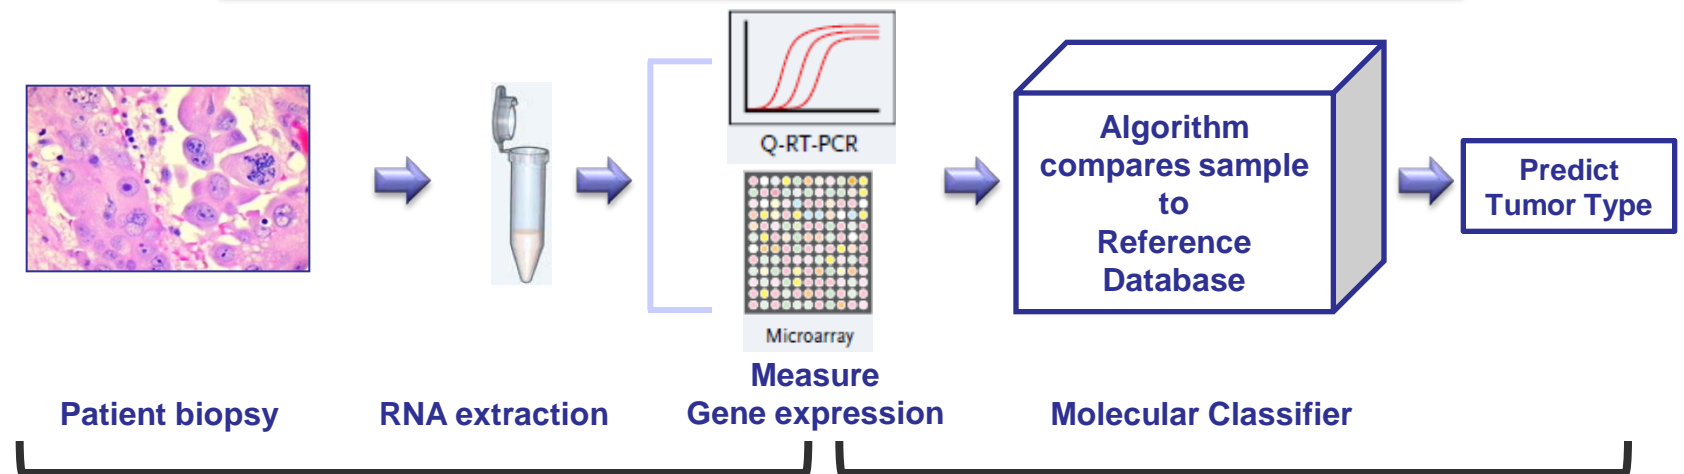 Q-RT-PCR
Microarray
Algorithm
compares sample
to
Reference
Database
Predict
Tumor Type
Patient biopsy
RNA extraction
Measure
Gene expression
Molecular Classifier